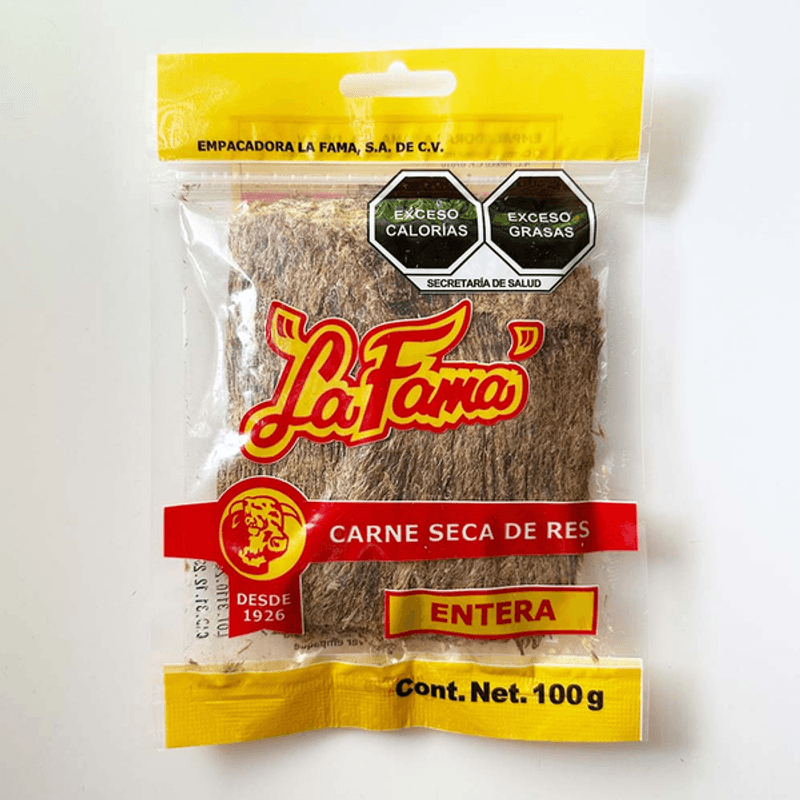 EMPACADORA LA FAMA, S.A. DE C.V.
EXCESO CALORÍAS
EXCESO GRASAS
SECRETARÍA DE SALUD
"La Fama"
CARNE SECA DE RES
DESDE
1926
ENTERA
Cont. Net. 100 g